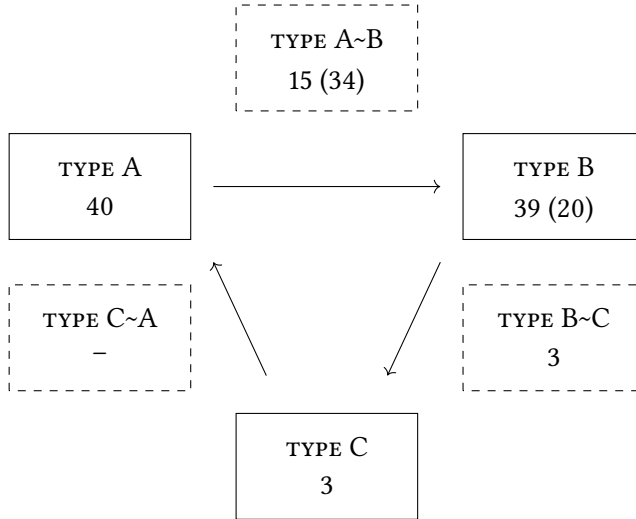 TYPE A~B
15 (34)
TYPE A
40
TYPE B
39 (20)
TYPE C~A
–
TYPE B~C
3
TYPE C
3